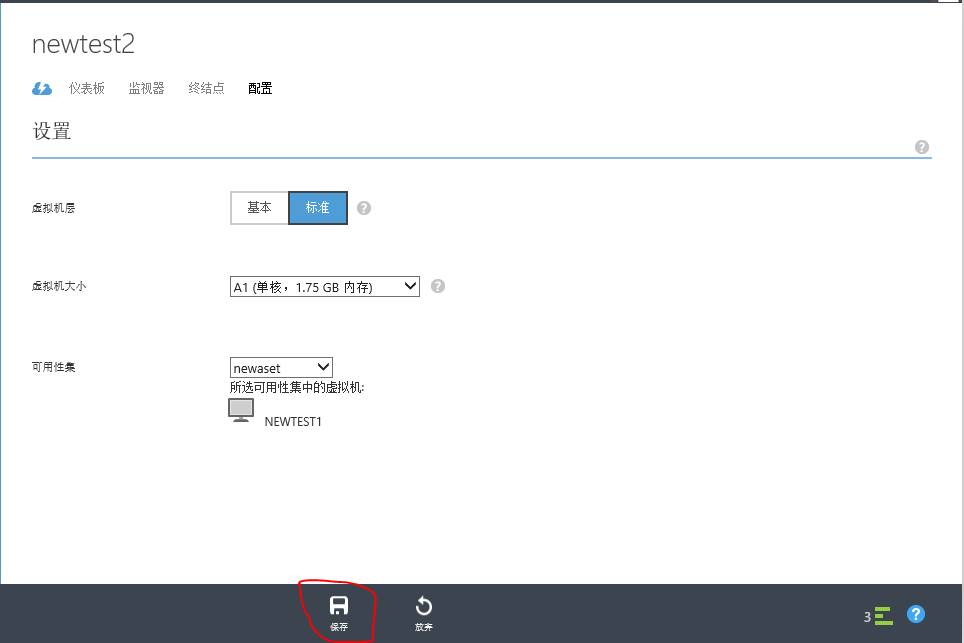 newtest2
仪表板 监视器 终结点 配置
设置
?
虚拟机层 基本 标准 ?
虚拟机大小 A1 (单核，1.75 GB 内存) ?
可用性集 newaset
所选可用性集中的虚拟机:
NEWTEST1
保存 放弃 3 ?